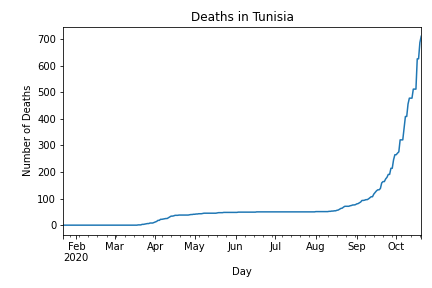 Deaths in Tunisia
Number of Deaths
700
600
500
400
300
200
100
0
Feb Mar Apr May Jun Jul Aug Sep Oct
2020
Day